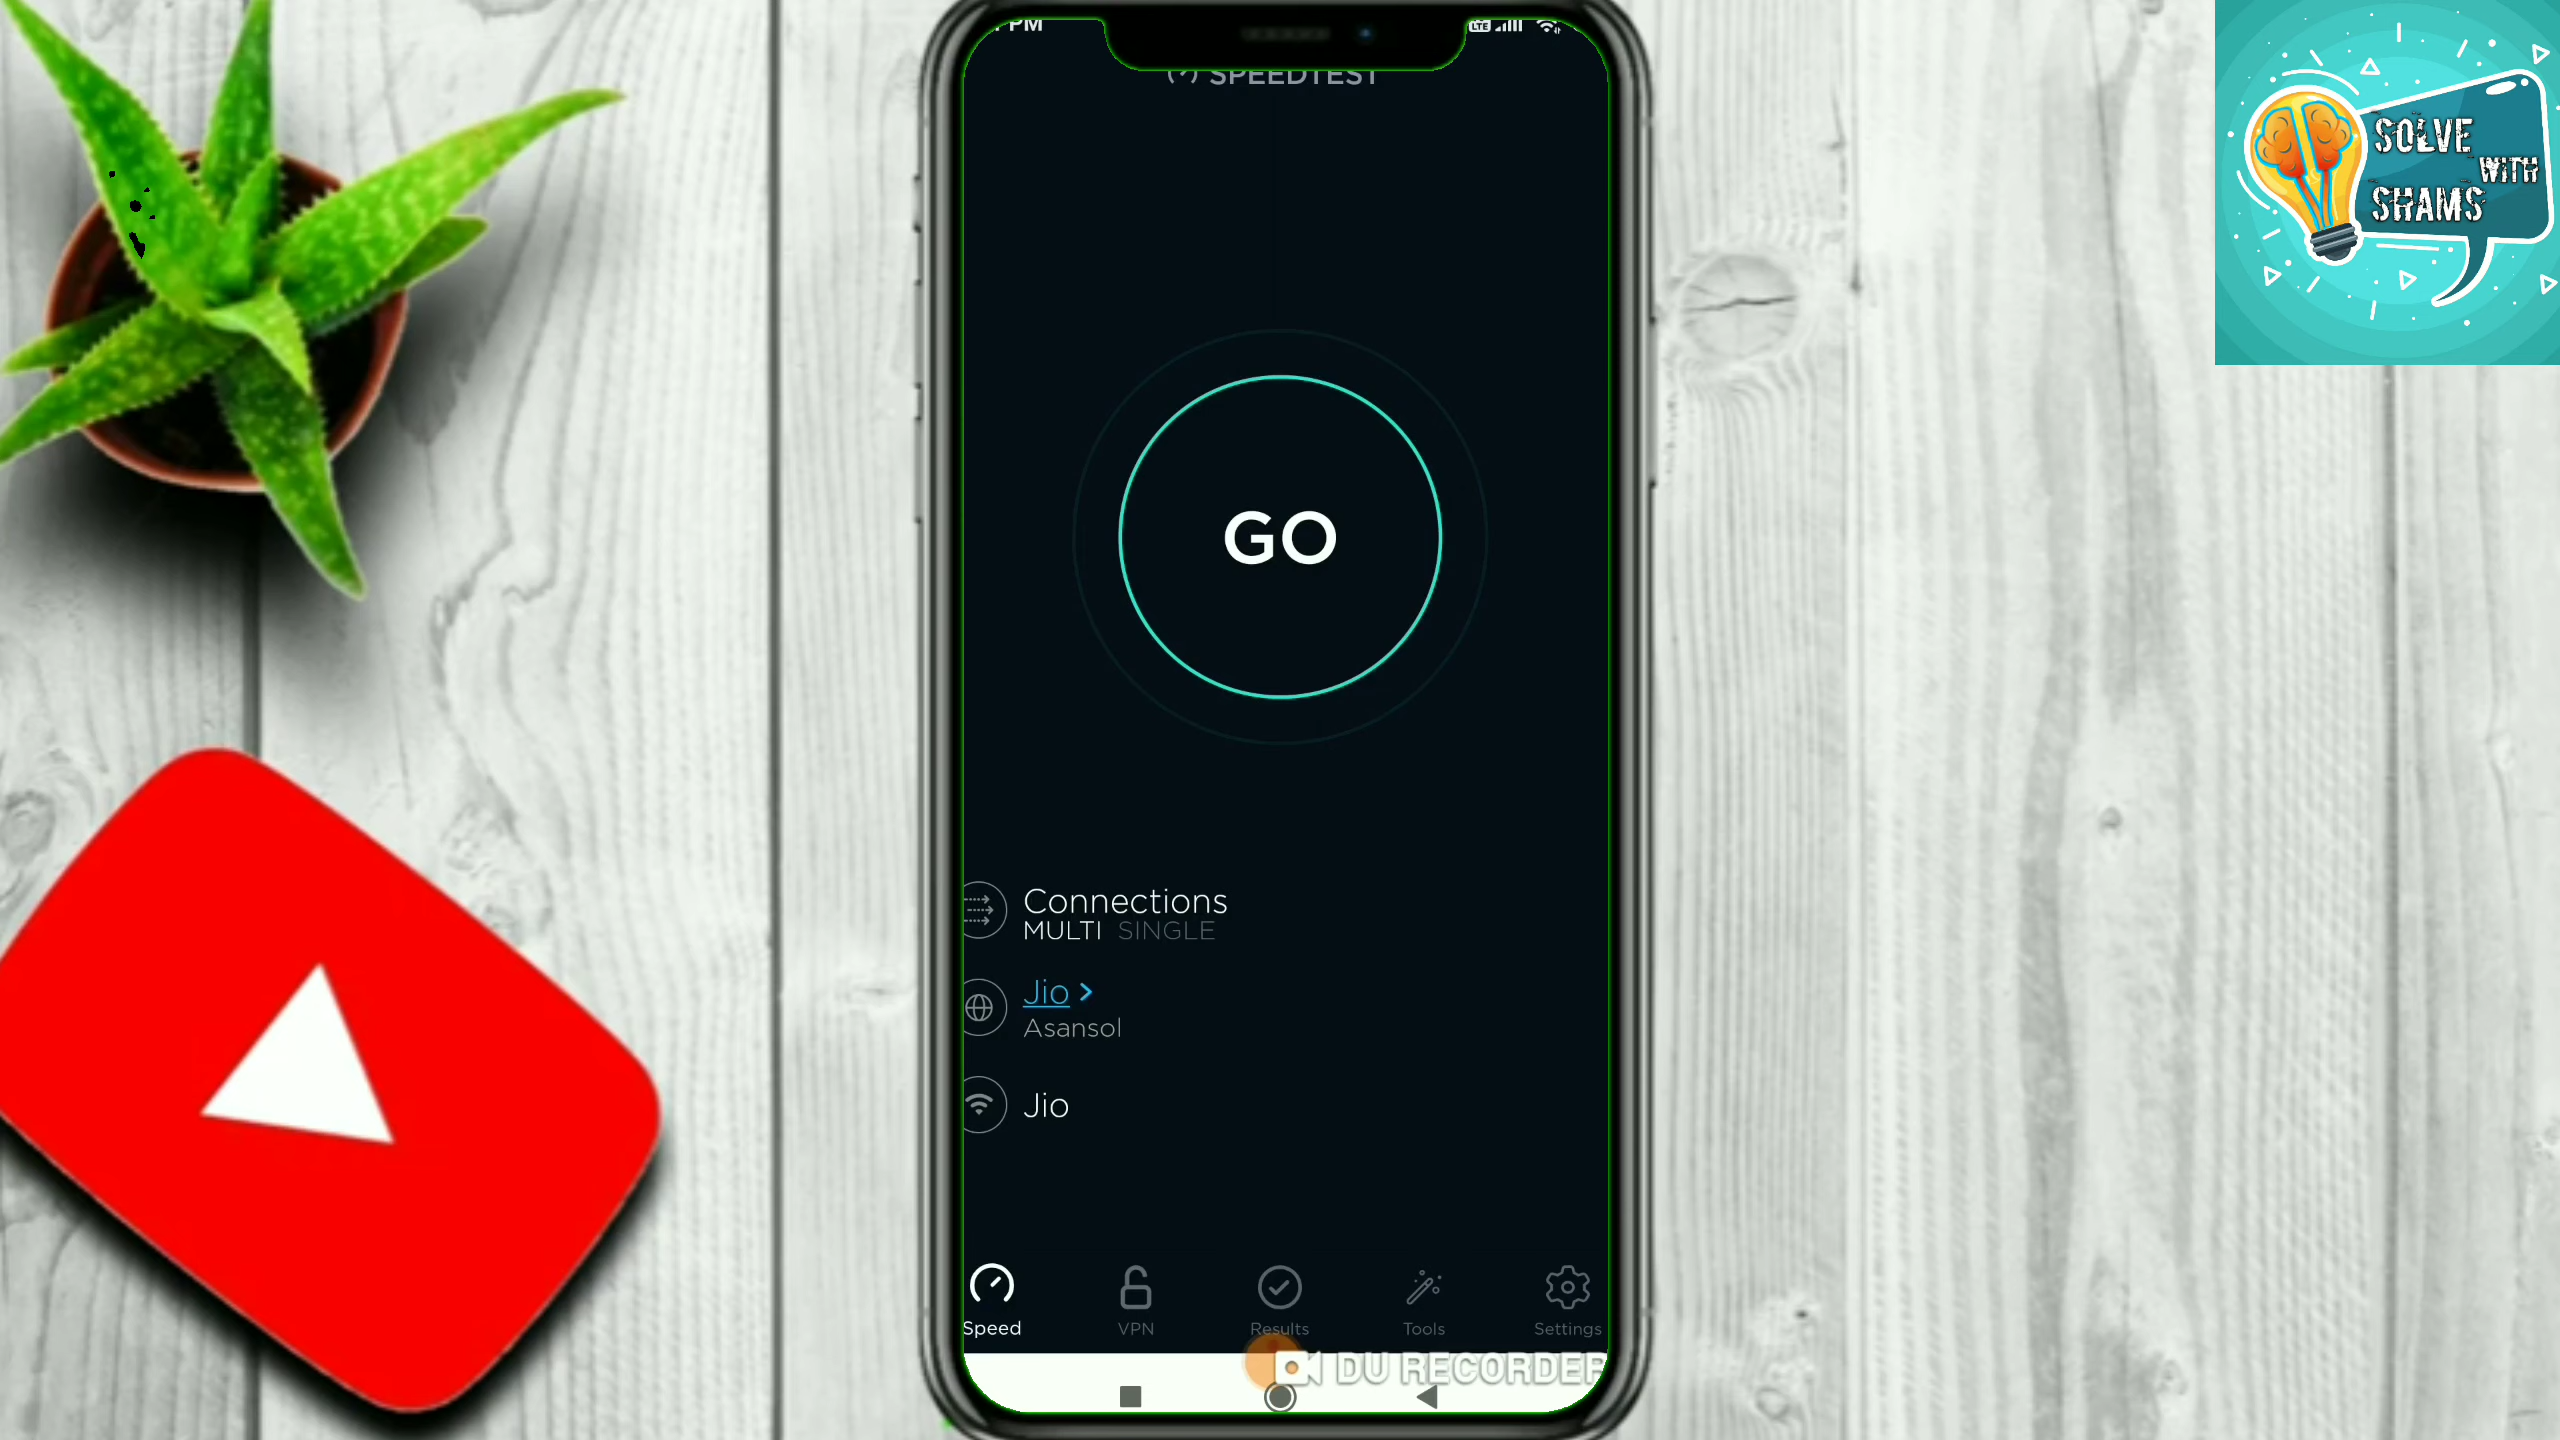 PM
LTE
SPEEDTEST
SOLVE
WITH
SHAMS
GO
Connections
MULTI SINGLE
Jio >
Asansol
Jio
Speed VPN Results Tools Settings
DU RECORDER